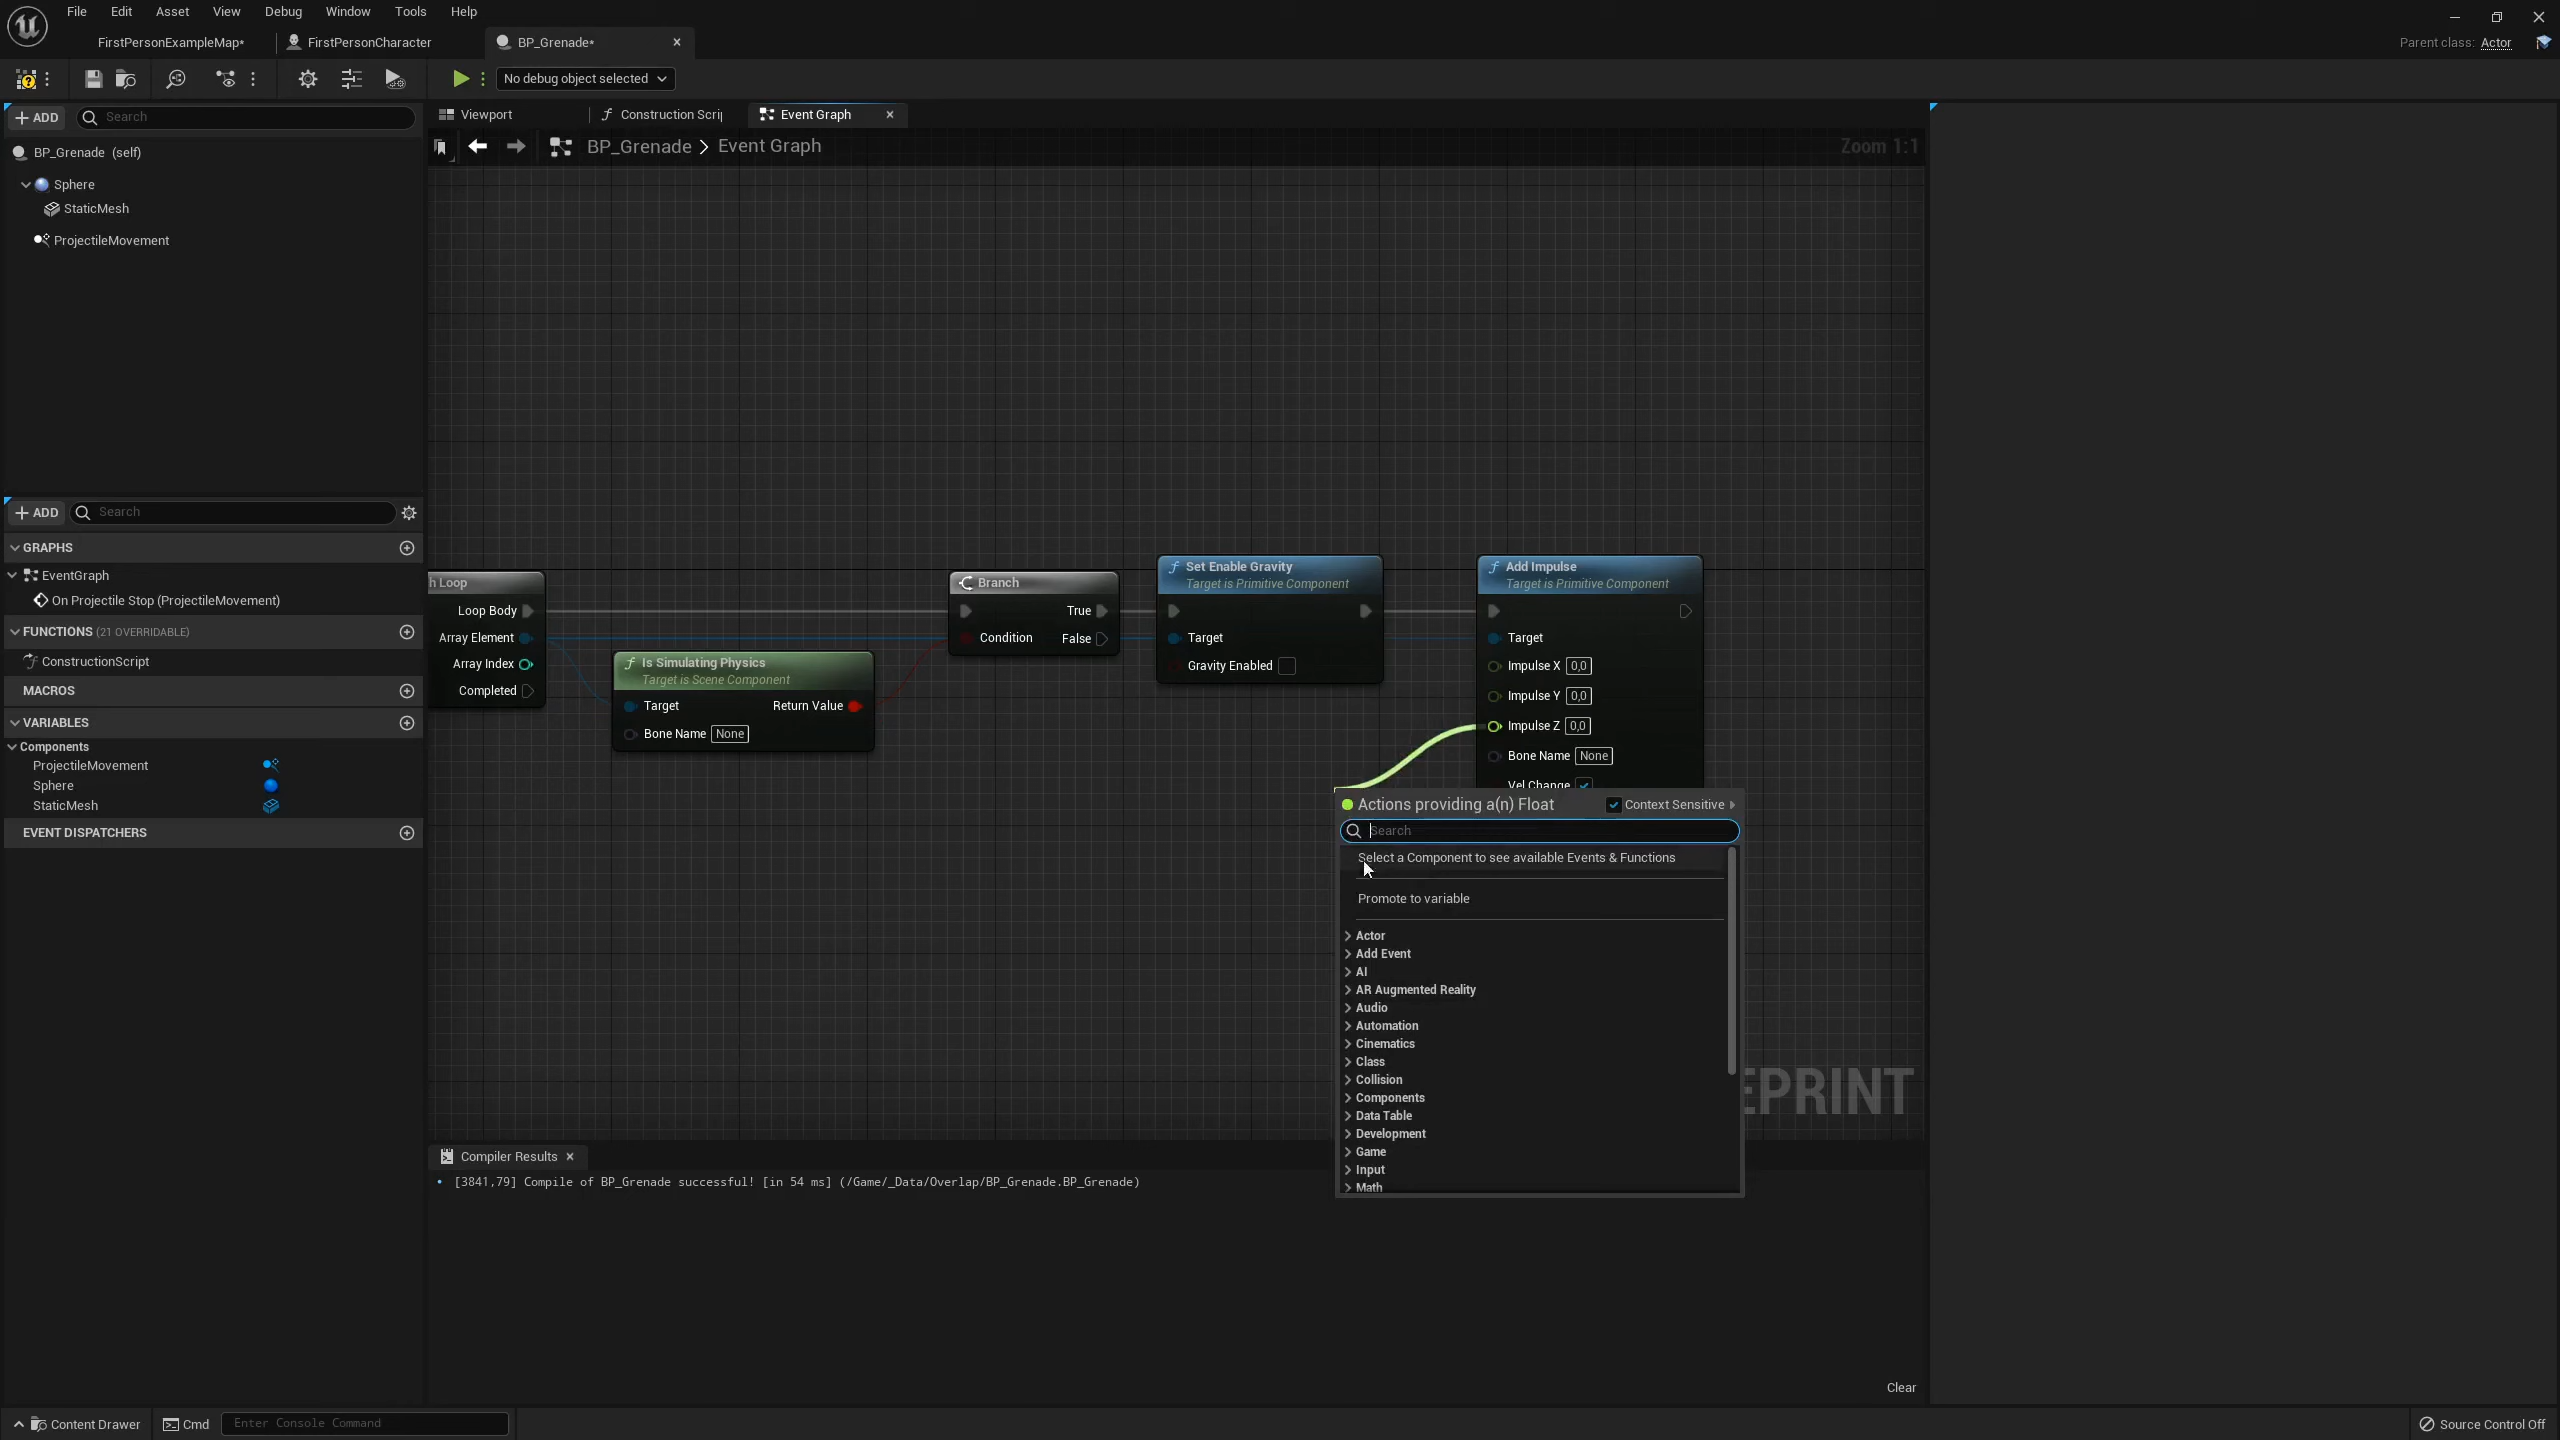 File Edit Asset View Debug Window Tools Help
FirstPersonExampleMap* FirstPersonCharacter BP_Grenade*
Parent class: Actor
No debug object selected
ADD Search
Viewport Construction Scrip Event Graph
BP_Grenade (self)
BP_Grenade > Event Graph
Zoom 1:1
Sphere
StaticMesh
ProjectileMovement
ADD Search
GRAPHS
EventGraph
On Projectile Stop (ProjectileMovement)
FUNCTIONS (21 OVERRIDABLE)
ConstructionScript
MACROS
VARIABLES
Components
ProjectileMovement
Sphere
StaticMesh
EVENT DISPATCHERS
h Loop
Loop Body
Array Element
Array Index
Completed
Is Simulating Physics
Target is Scene Component
Target Return Value
Bone Name None
Branch
True
Condition False
Set Enable Gravity
Target is Primitive Component
Target
Gravity Enabled
Add Impulse
Target is Primitive Component
Target
Impulse X 0,0
Impulse Y 0,0
Impulse Z 0,0
Bone Name None
Vel Change
Actions providing a(n) Float Context Sensitive
Search
Select a Component to see available Events & Functions
Promote to variable
Actor
Add Event
AI
AR Augmented Reality
Audio
Automation
Cinematics
Class
Collision
Components
Data Table
Development
Game
Input
Math
EPRINT
Compiler Results
• [3841,79] Compile of BP_Grenade successful! [in 54 ms] (/Game/_Data/Overlap/BP_Grenade.BP_Grenade)
Clear
Content Drawer Cmd Enter Console Command
Source Control Off